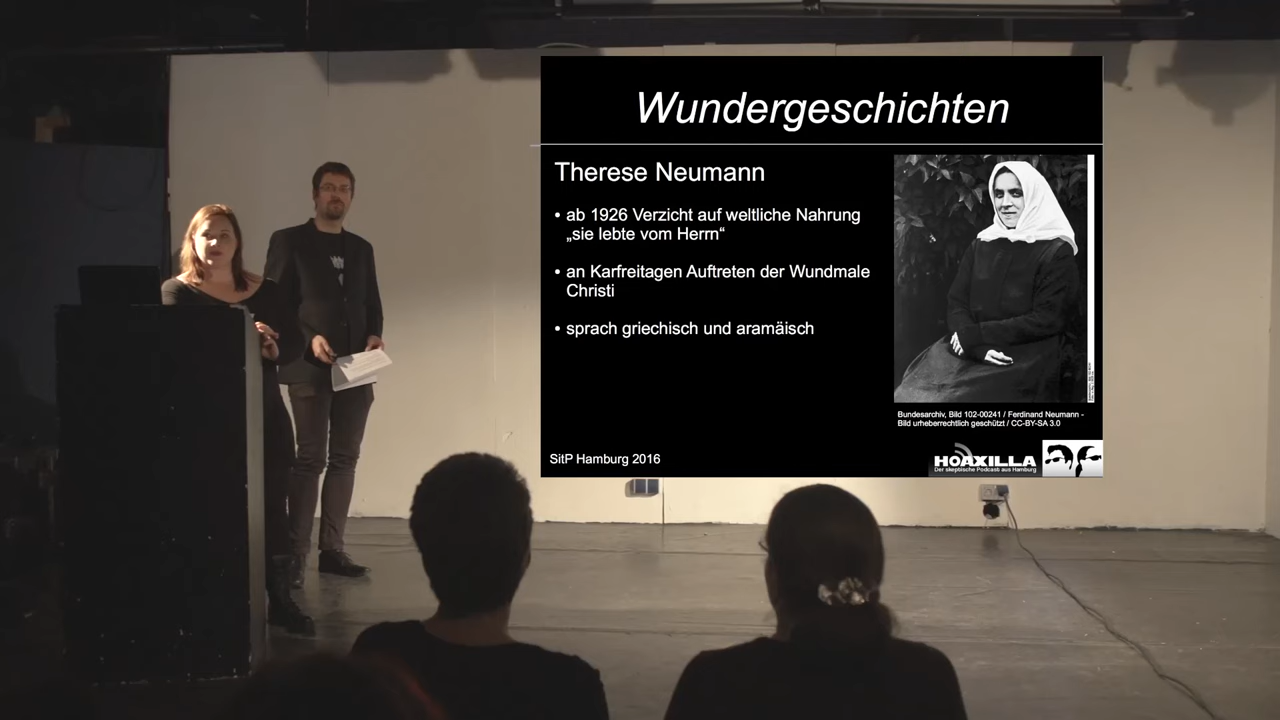 Wundergeschichten
Therese Neumann
• ab 1926 Verzicht auf weltliche Nahrung
„sie lebte vom Herrn“
• an Karfreitagen Auftreten der Wundmale
Christi
• sprach griechisch und aramäisch
Bundesarchiv, Bild 102-00241 / Ferdinand Neumann -
Bild urheberrechtlich geschützt / CC-BY-SA 3.0
SitP Hamburg 2016
HOAXILLA
Der skeptische Podcast aus Hamburg